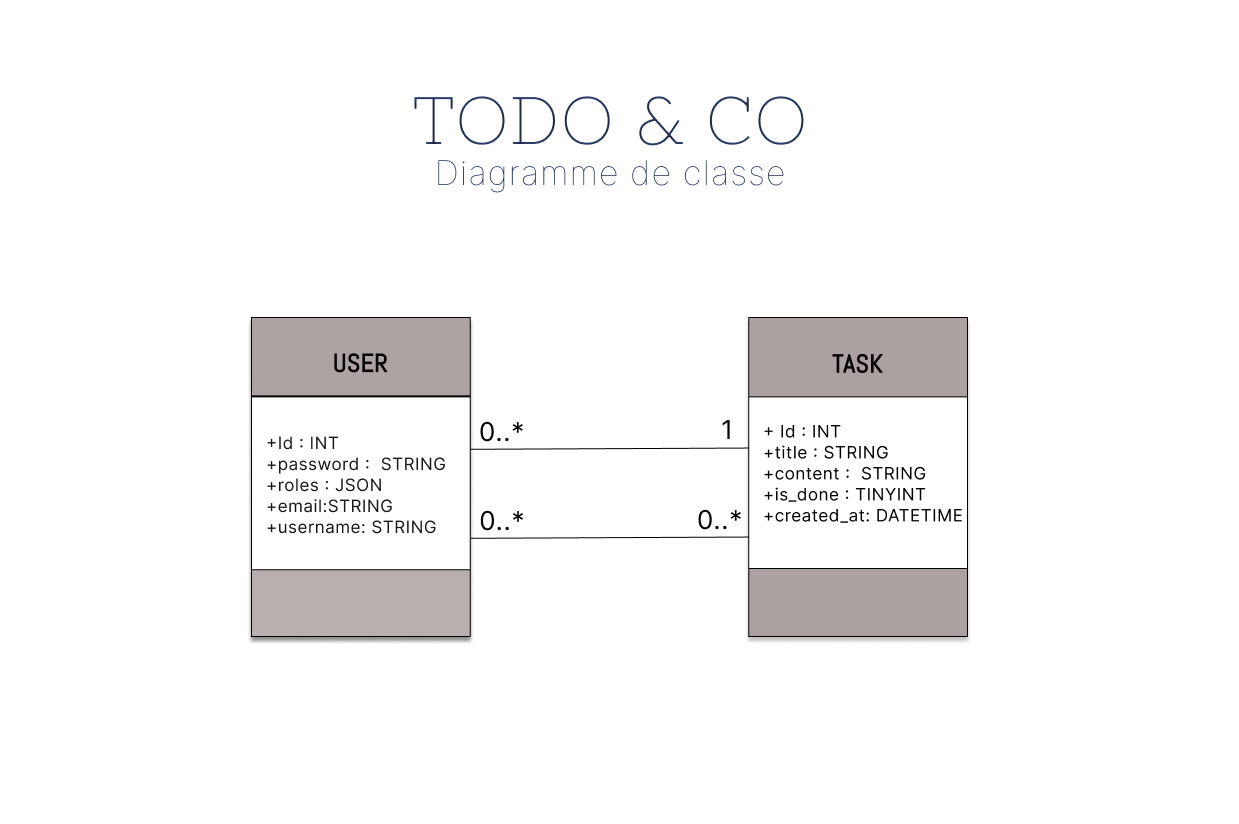 TODO & CO
Diagramme de classe
USER
+Id : INT
+password :  STRING
+roles : JSON
+email:STRING
+username: STRING
0..*
1
0..*
0..*
TASK
+ Id : INT
+title : STRING
+content :  STRING
+is_done : TINYINT
+created_at: DATETIME